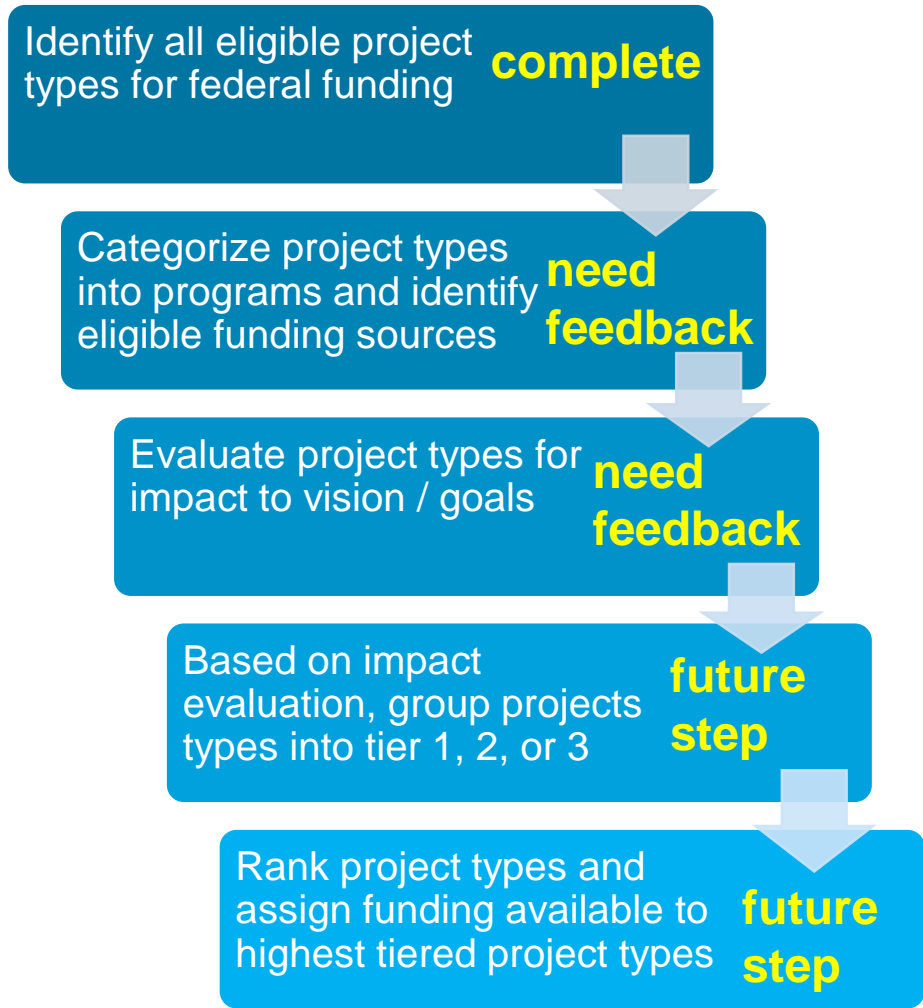 Identify all eligible project
types for federal funding
complete
Categorize project types
into programs and identify
eligible funding sources
need
feedback
Evaluate project types for
impact to vision / goals
need
feedback
Based on impact
evaluation, group projects
types into tier 1, 2, or 3
future
step
Rank project types and
assign funding available to
highest tiered project types
future
step